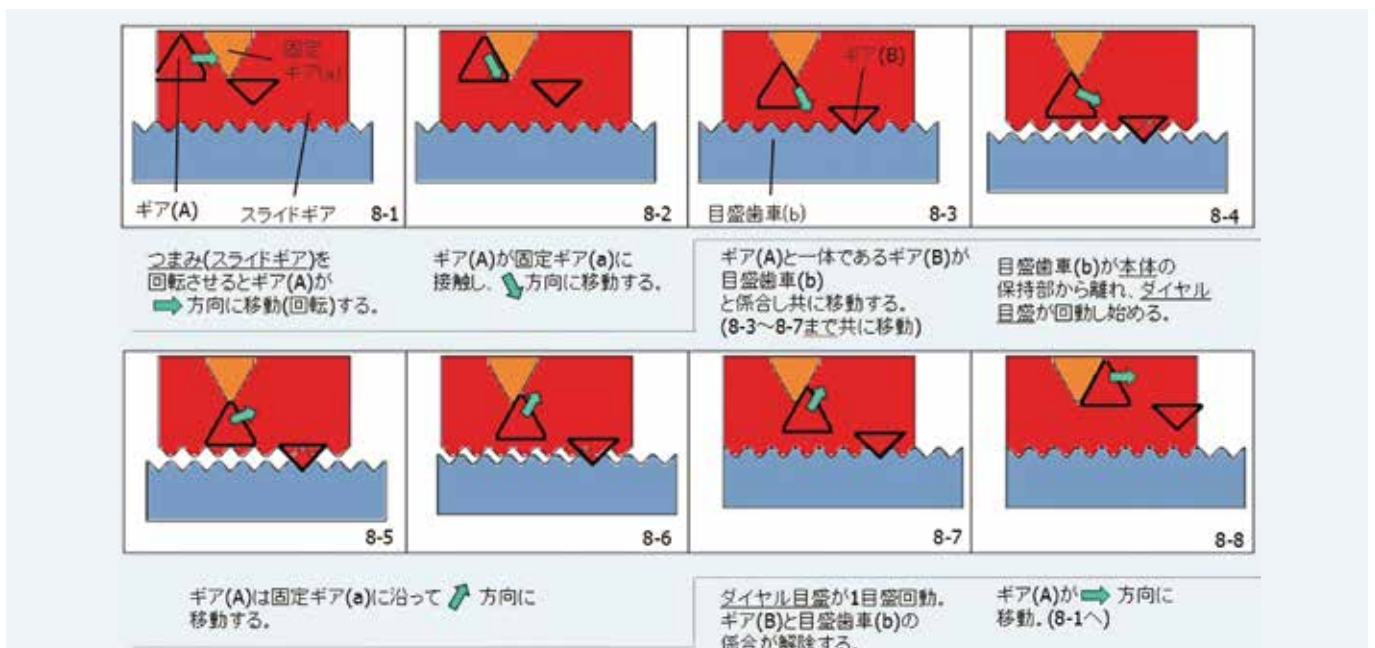 固定
ギア(a)
ギア(A)
スライドギア
8-1
8-2
ギア(B)
目盛歯車(b)
8-3
8-4
つまみ(スライドギア)を
回転させるとギア(A)が
方向に移動(回転)する。
ギア(A)が固定ギア(a)に
接触し、方向に移動する。
ギア(A)と一体であるギア(B)が
目盛歯車(b)
と係合し共に移動する。
(8-3～8-7まで共に移動)
目盛歯車(b)が本体の
保持部から離れ、ダイヤル
目盛が回動し始める。
8-5
8-6
8-7
8-8
ギア(A)は固定ギア(a)に沿って 方向に
移動する。
ダイヤル目盛が1目盛回動。
ギア(B)と目盛歯車(b)の
係合が解除する。
ギア(A)が 方向に
移動。(8-1へ)